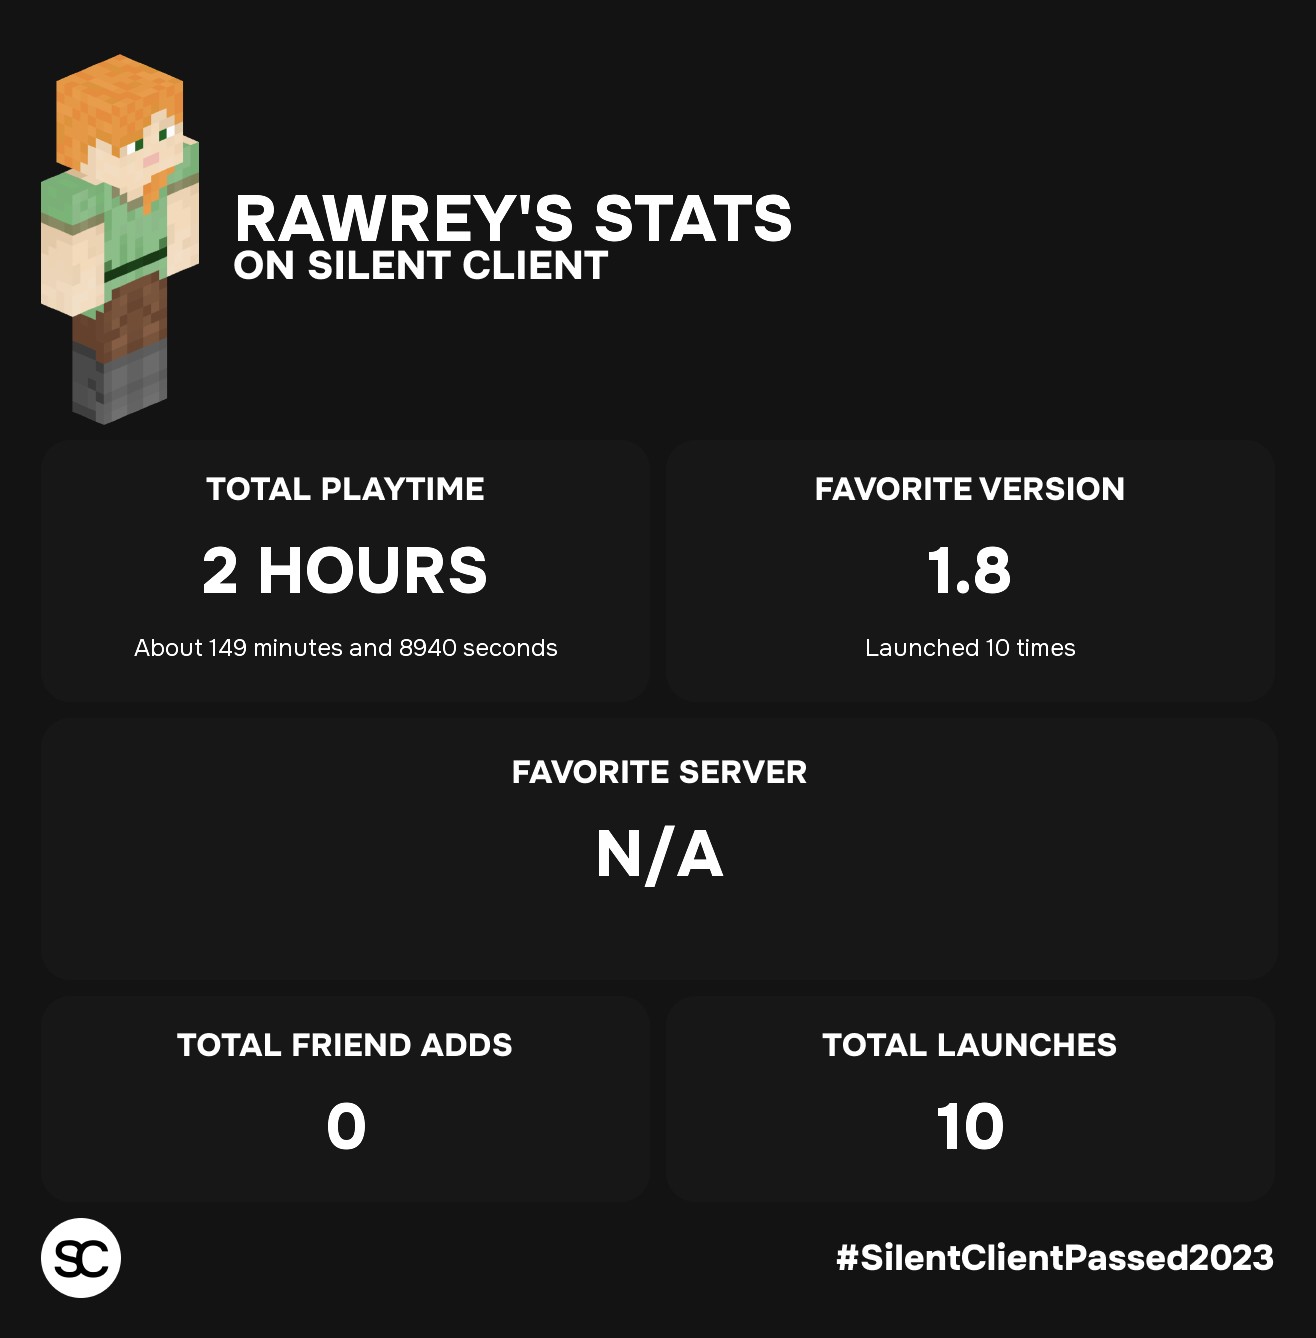 RAWREY'S STATS
ON SILENT CLIENT
TOTAL PLAYTIME
2 HOURS
About 149 minutes and 8940 seconds
FAVORITE VERSION
1.8
Launched 10 times
FAVORITE SERVER
N/A
TOTAL FRIEND ADDS
0
TOTAL LAUNCHES
10
SC
#SilentClientPassed2023